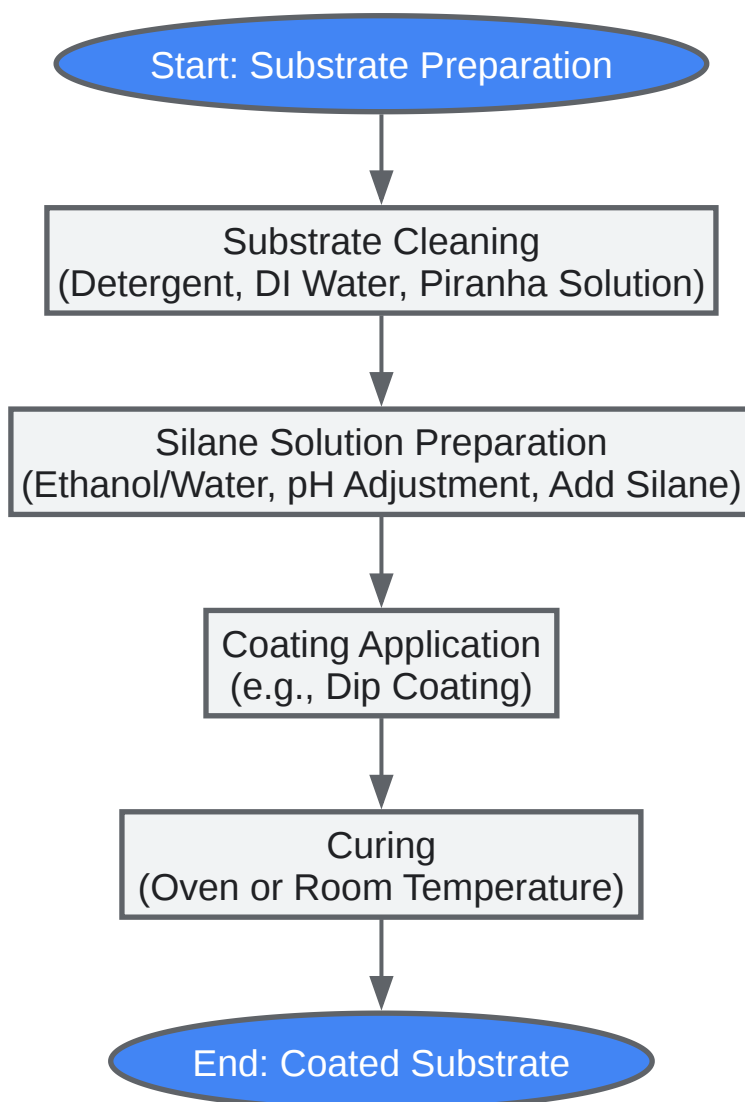 Start: Substrate Preparation
Substrate Cleaning
(Detergent, DI Water, Piranha Solution)
Silane Solution Preparation
(Ethanol/Water, pH Adjustment, Add Silane)
Coating Application
(e.g., Dip Coating)
Curing
(Oven or Room Temperature)
End: Coated Substrate